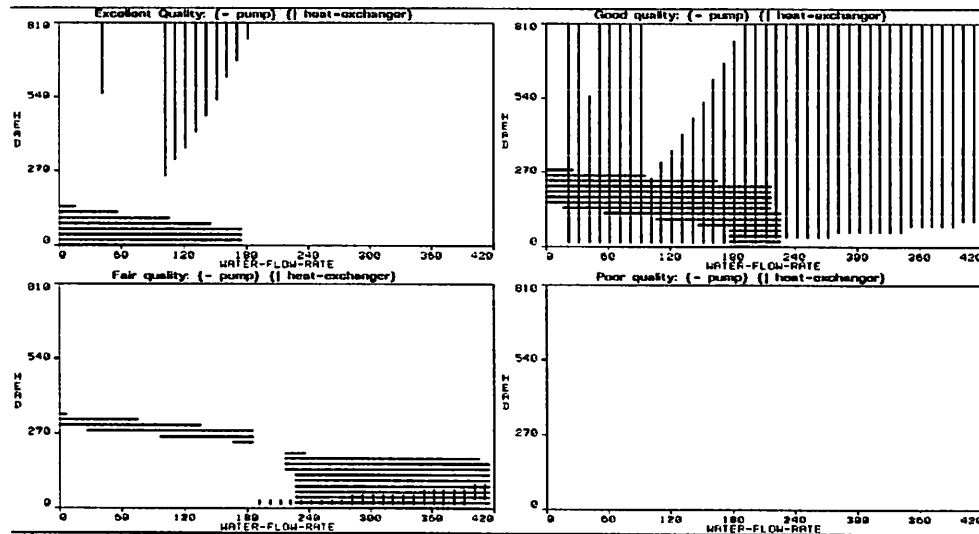 Excellent Quality: {- pump} {| heat-exchanger}
810
540
270
0
HEAD
0 60 120 180 240 300 360 420
WATER-FLOW-RATE
Good quality: {- pump} {| heat-exchanger}
810
540
270
0
HEAD
0 60 120 180 240 300 360 420
WATER-FLOW-RATE
Fair quality: {- pump} {| heat-exchanger}
810
540
270
0
HEAD
0 60 120 180 240 300 360 420
WATER-FLOW-RATE
Poor quality: {- pump} {| heat-exchanger}
810
540
270
0
HEAD
0 60 120 180 240 300 360 420
WATER-FLOW-RATE